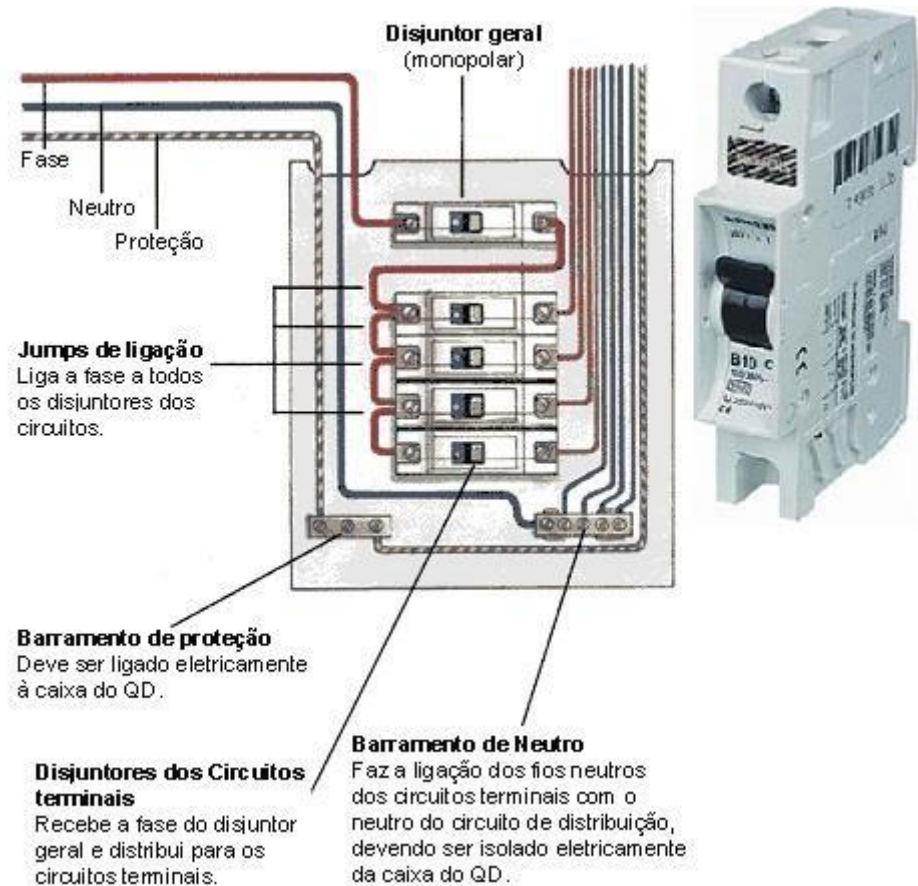 Disjuntor geral
(monopolar)
Fase
Neutro
Proteção
Jumps de ligação
Liga a fase a todos
os disjuntores dos
circuitos.
B10
Barramento de proteção
Deve ser ligado eletricamente
à caixa do QD.
Disjuntores dos Circuitos
terminais
Recebe a fase do disjuntor
geral e distribui para os
circuitos terminais.
Barramento de Neutro
Faz a ligação dos fios neutros
dos circuitos terminais com o
neutro do circuito de distribuição,
devendo ser isolado eletricamente
da caixa do QD.